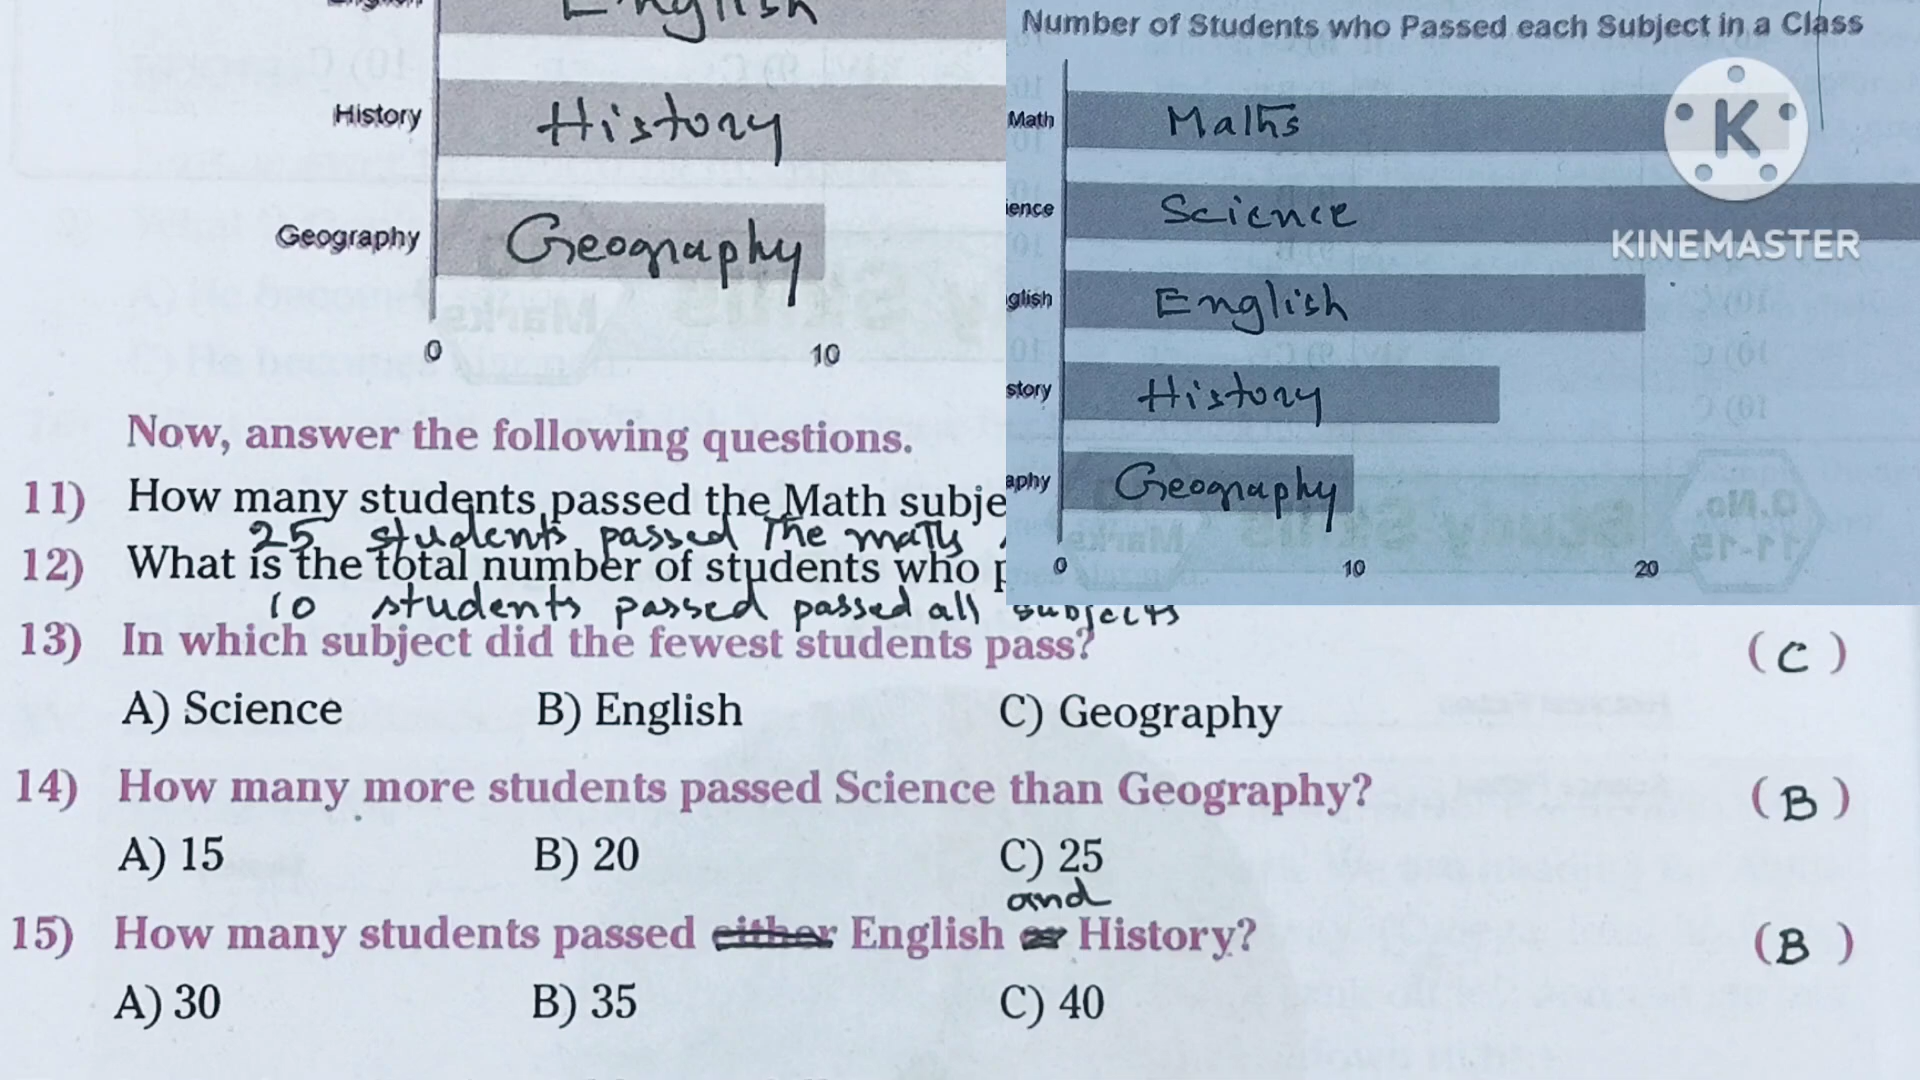 English
History
History
Geography
Geography
0 10
Now, answer the following questions.
11) How many students passed the Math subje
25 students passed The maths
12) What is the total number of students who p
10 students passed passed all subjects
13) In which subject did the fewest students pass? ( C )
A) Science B) English C) Geography
14) How many more students passed Science than Geography? ( B )
A) 15 B) 20 C) 25
and
15) How many students passed either English or History? ( B )
A) 30 B) 35 C) 40
Number of Students who Passed each Subject in a Class
Math Maths
ience Science
glish English
story History
aphy Geography
0 10 20
K
KINEMASTER